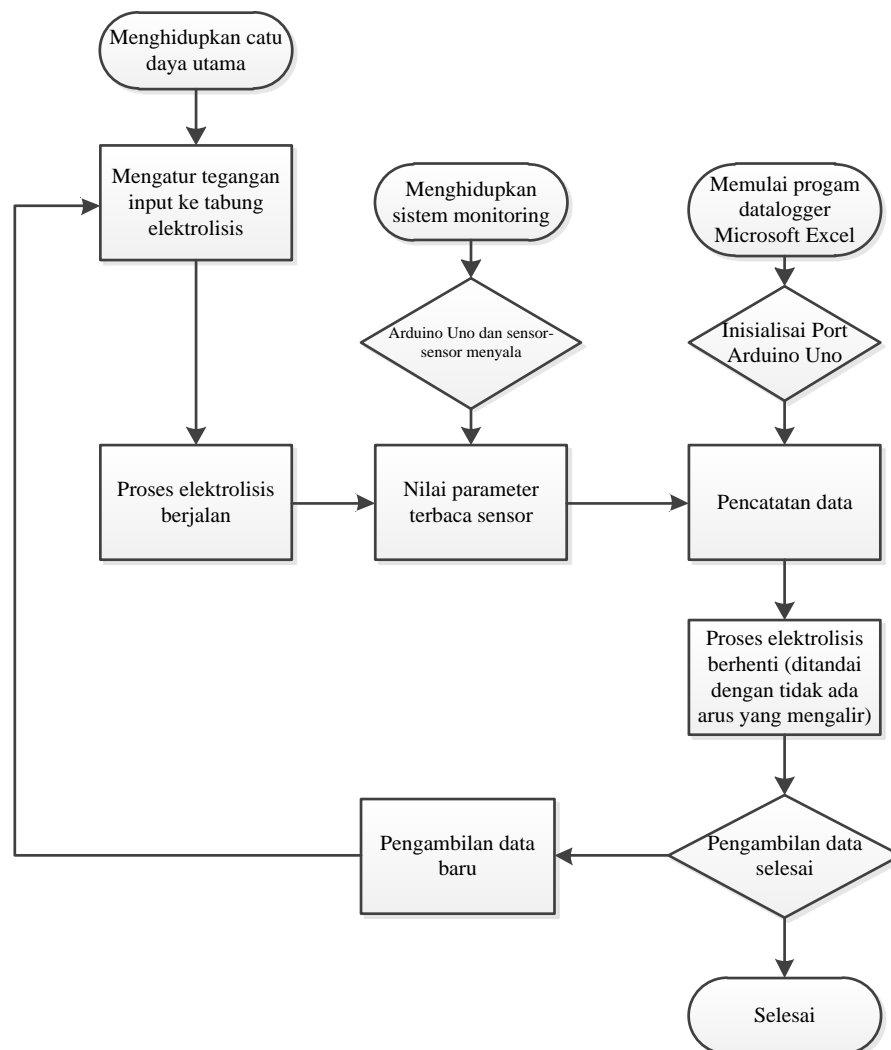 Menghidupkan catu
daya utama
Mengatur tegangan
input ke tabung
elektrolisis
Menghidupkan
sistem monitoring
Memulai progam
datalogger
Microsoft Excel
Arduino Uno dan sensor-
sensor menyala
Inisialisai Port
Arduino Uno
Proses elektrolisis
berjalan
Nilai parameter
terbaca sensor
Pencatatan data
Proses elektrolisis
berhenti (ditandai
dengan tidak ada
arus yang mengalir)
Pengambilan data
baru
Pengambilan data
selesai
Selesai